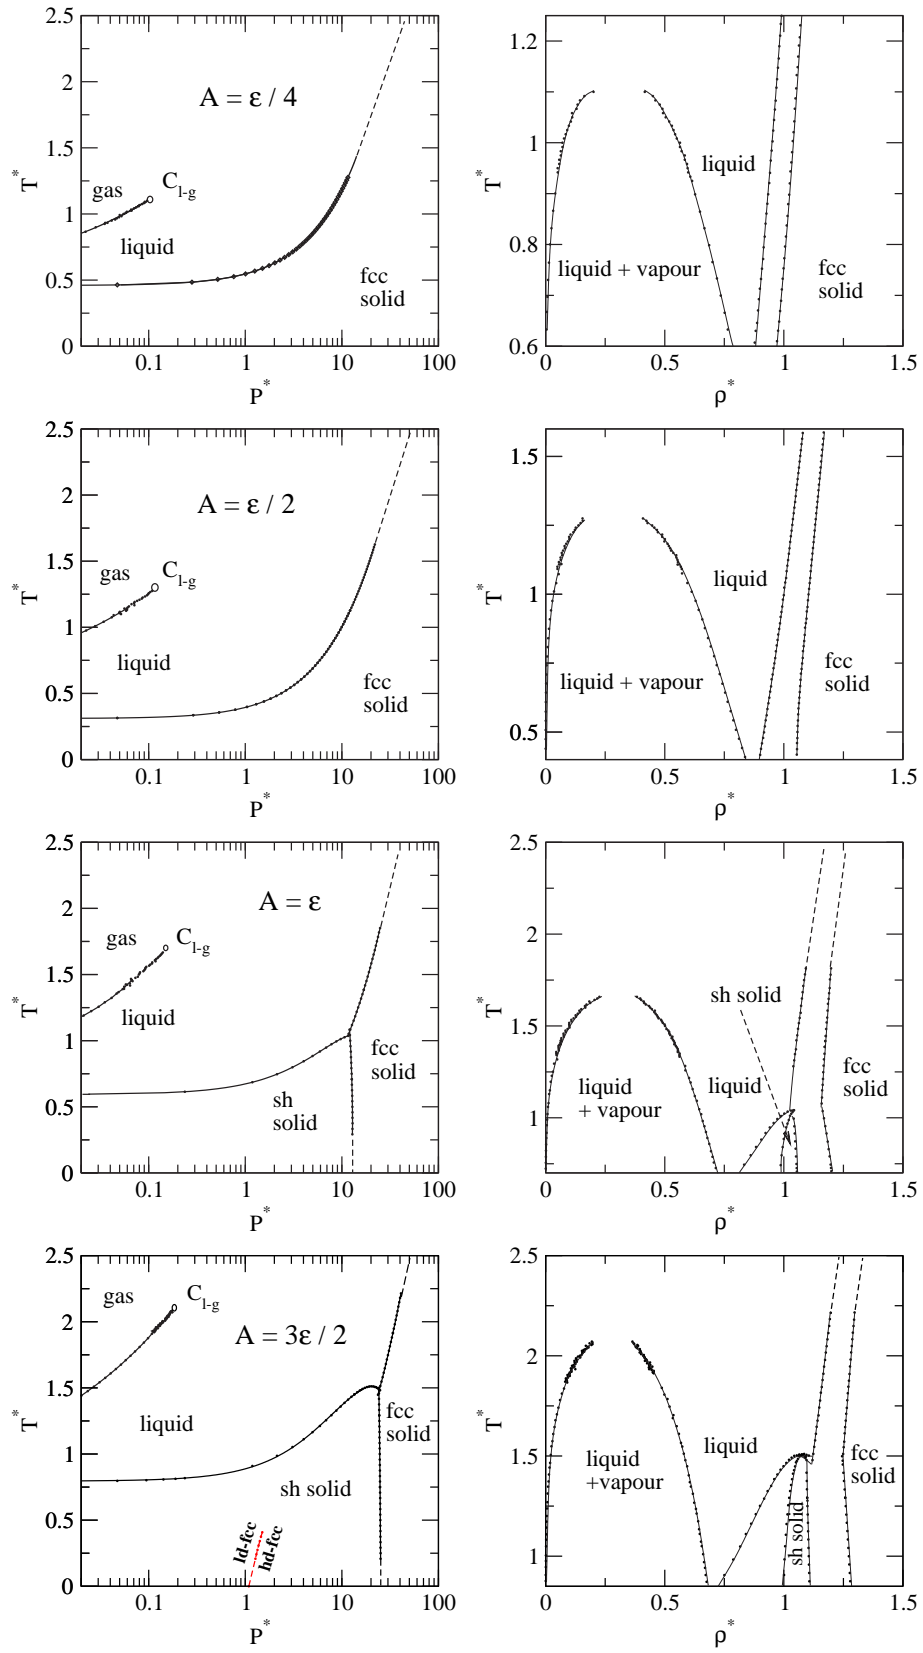 2.5
2
1.5
1
0.5
0
T*
A = ε / 4
gas
C_l-g
liquid
fcc
solid
0.1
1
10
100
P*
1.2
1
0.8
0.6
T*
liquid
liquid + vapour
fcc
solid
0
0.5
1
1.5
ρ*
2.5
2
1.5
1
0.5
0
T*
A = ε / 2
gas
C_l-g
liquid
fcc
solid
0.1
1
10
100
P*
1.5
1
0.5
T*
liquid
liquid + vapour
fcc
solid
0
0.5
1
1.5
ρ*
2.5
2
1.5
1
0.5
0
T*
A = ε
gas
C_l-g
liquid
fcc
solid
sh
solid
0.1
1
10
100
P*
2.5
2
1.5
1
T*
sh solid
liquid
+ vapour
liquid
fcc
solid
0
0.5
1
1.5
ρ*
2.5
2
1.5
1
0.5
0
T*
gas
C_l-g
A = 3ε / 2
liquid
fcc
solid
sh solid
ld-fcc
hd-fcc
0.1
1
10
100
P*
2.5
2
1.5
1
T*
liquid
liquid
+vapour
fcc
solid
sh solid
0
0.5
1
1.5
ρ*